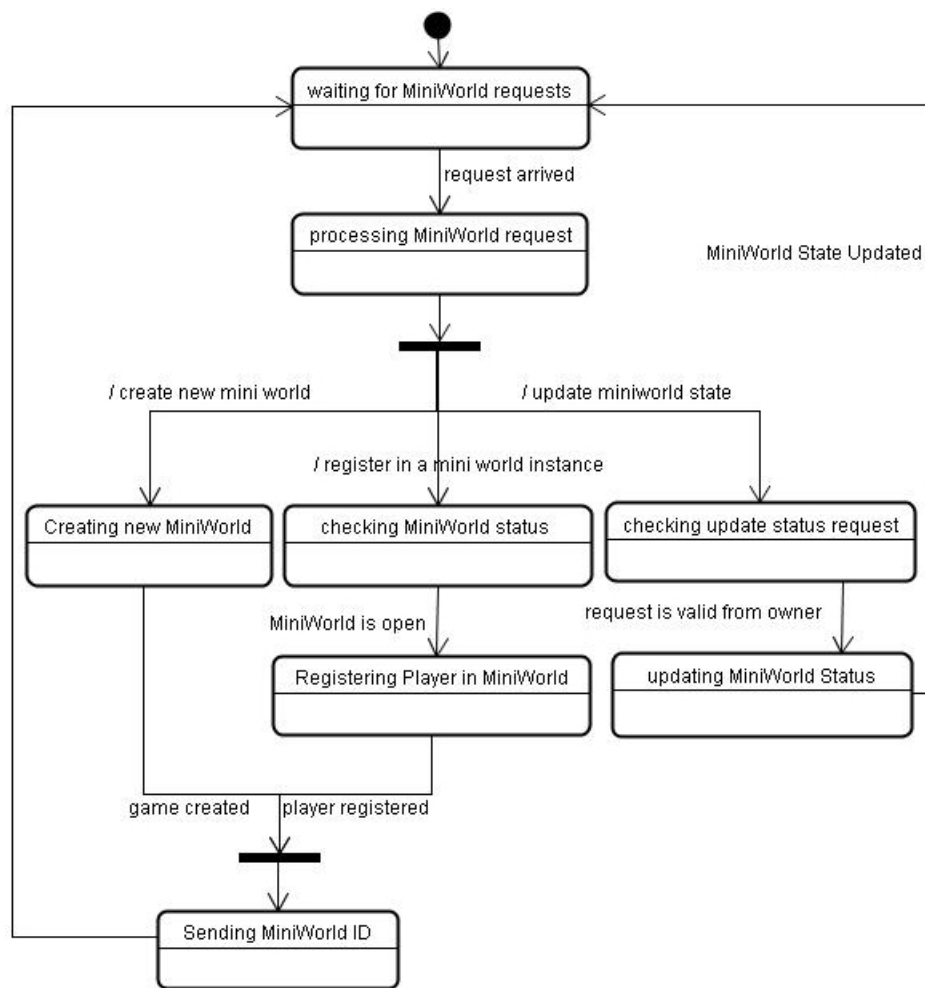 waiting for MiniWorld requests
request arrived
processing MiniWorld request
MiniWorld State Updated
/ create new mini world
/ update miniworld state
/ register in a mini world instance
Creating new MiniWorld
checking MiniWorld status
checking update status request
MiniWorld is open
request is valid from owner
Registering Player in MiniWorld
updating MiniWorld Status
game created
player registered
Sending MiniWorld ID